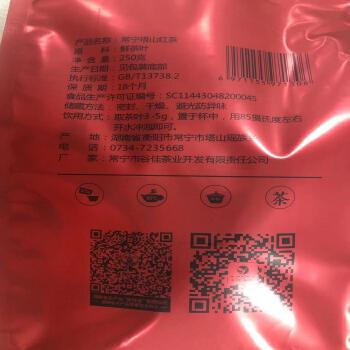 产品名称：常宁塔山红茶
原　　料：鲜茶叶
净 含 量：250克
生产日期：见包装底部
执行标准：GB/T13738.2
保 质 期：18个月
食品生产许可证编号：SC11443048200045
储藏方法：密封、干燥、避光防异味
饮用方式：取茶叶3-5g，置于杯中，用85摄氏度左右
开水冲泡即可。
地　　址：湖南省衡阳市常宁市塔山瑶族
电　　话：0734-7235668
厂　　家：常宁市谷佳茶业开发有限责任公司
茶